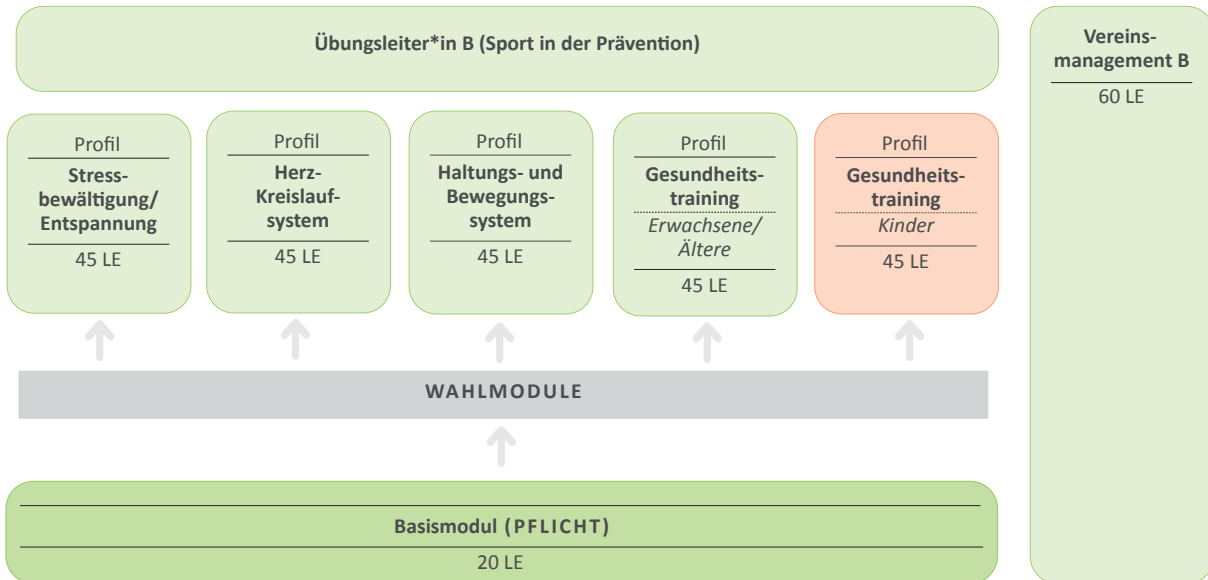 Übungsleiter*in B (Sport in der Prävention)
Vereins-
management B
60 LE
Profil
Stress-
bewältigung/
Entspannung
45 LE
Profil
Herz-
Kreislauf-
system
45 LE
Profil
Haltungs- und
Bewegungs-
system
45 LE
Profil
Gesundheits-
training
Erwachsene/
Ältere
45 LE
Profil
Gesundheits-
training
Kinder
45 LE
WAHLMODULE
Basismodul (PFLICHT)
20 LE